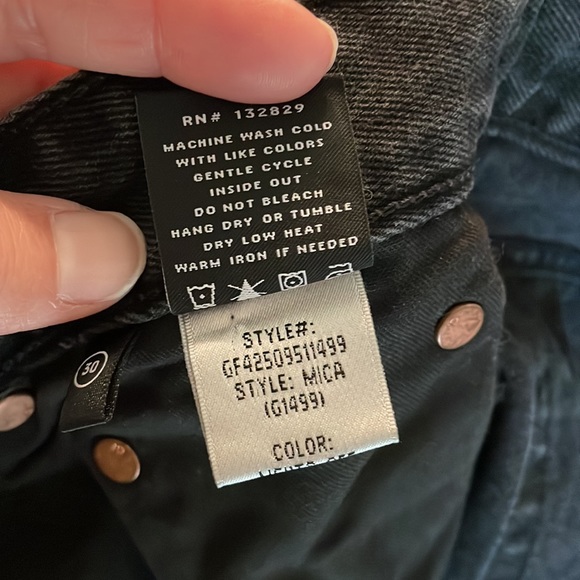 RN# 132829
MACHINE WASH COLD
WITH LIKE COLORS
GENTLE CYCLE
INSIDE OUT
DO NOT BLEACH
HANG DRY OR TUMBLE
DRY LOW HEAT
WARM IRON IF NEEDED
STYLE#:
GF42509511499
STYLE: MICA
(G1499)
COLOR:
30